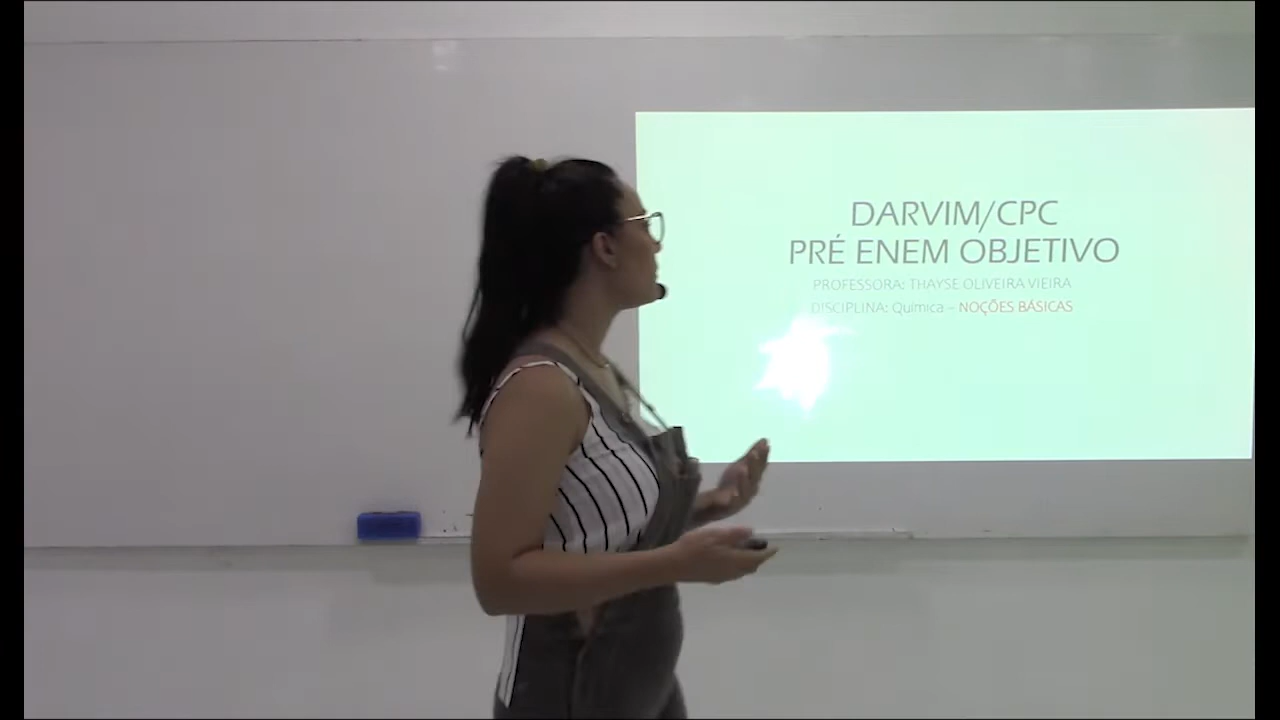 DARVIM/CPC
PRÉ ENEM OBJETIVO
PROFESSORA: THAYSE OLIVEIRA VIEIRA
DISCIPLINA: Química – NOÇÕES BÁSICAS